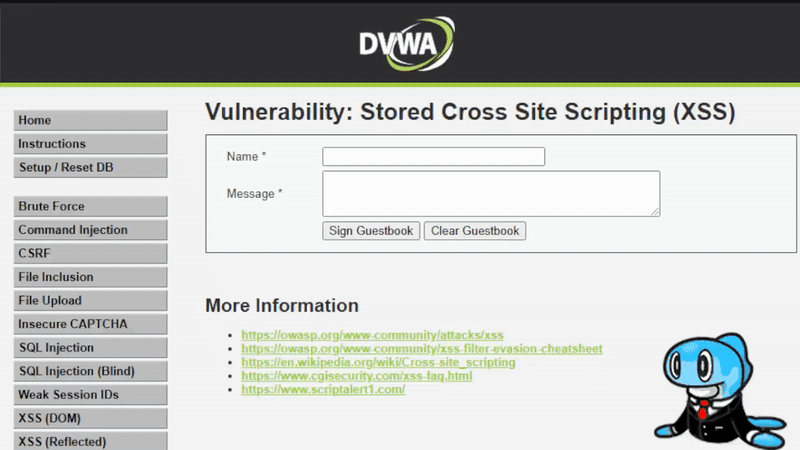 DVWA
Home
Instructions
Setup / Reset DB
Brute Force
Command Injection
CSRF
File Inclusion
File Upload
Insecure CAPTCHA
SQL Injection
SQL Injection (Blind)
Weak Session IDs
XSS (DOM)
XSS (Reflected)
Vulnerability: Stored Cross Site Scripting (XSS)
Name *
Message *
Sign Guestbook Clear Guestbook
More Information
https://owasp.org/www-community/attacks/xss
https://owasp.org/www-community/xss-filter-evasion-cheatsheet
https://en.wikipedia.org/wiki/Cross-site_scripting
https://www.cgisecurity.com/xss-faq.html
https://www.scriptalert1.com/